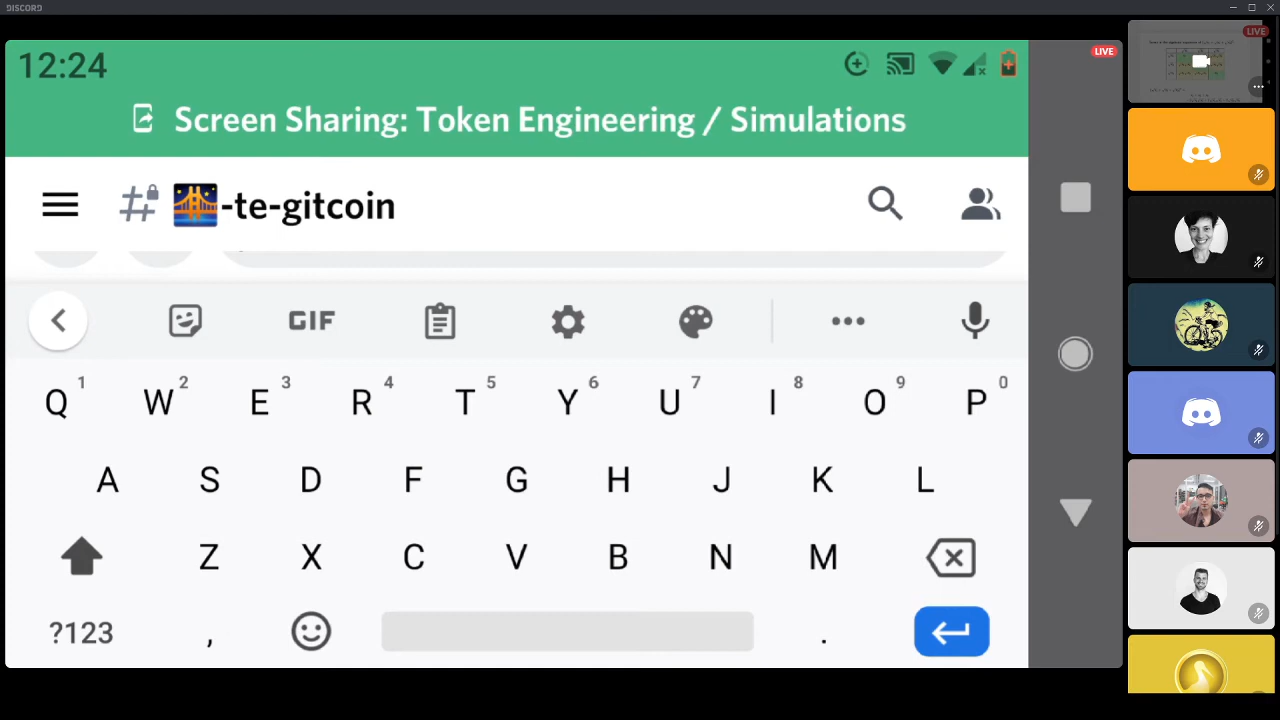 DISCORD
12:24
Screen Sharing: Token Engineering / Simulations
-te-gitcoin
GIF
Q 1 W 2 E 3 R 4 T 5 Y 6 U 7 I 8 O 9 P 0
A S D F G H J K L
Z X C V B N M
?123 , .
LIVE
LIVE